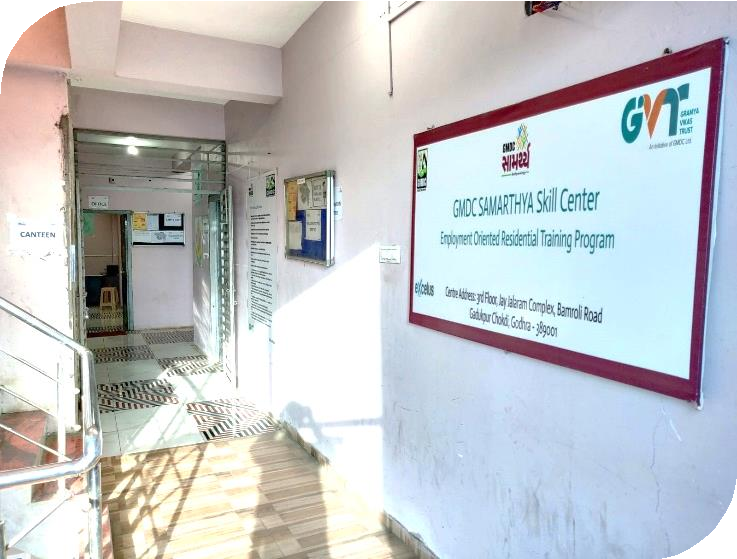 CANTEEN
OFFICE
GMDC
સામર્થ્ય
GVT
GRAMYA
VIKAS
TRUST
An Initiative of GMDC Ltd.
GMDC SAMARTHYA Skill Center
Employment Oriented Residential Training Program
excelus
Centre Address: 3rd Floor, Jay Jalaram Complex, Bamroli Road
Gadukpur Chokdi, Godhra - 389001